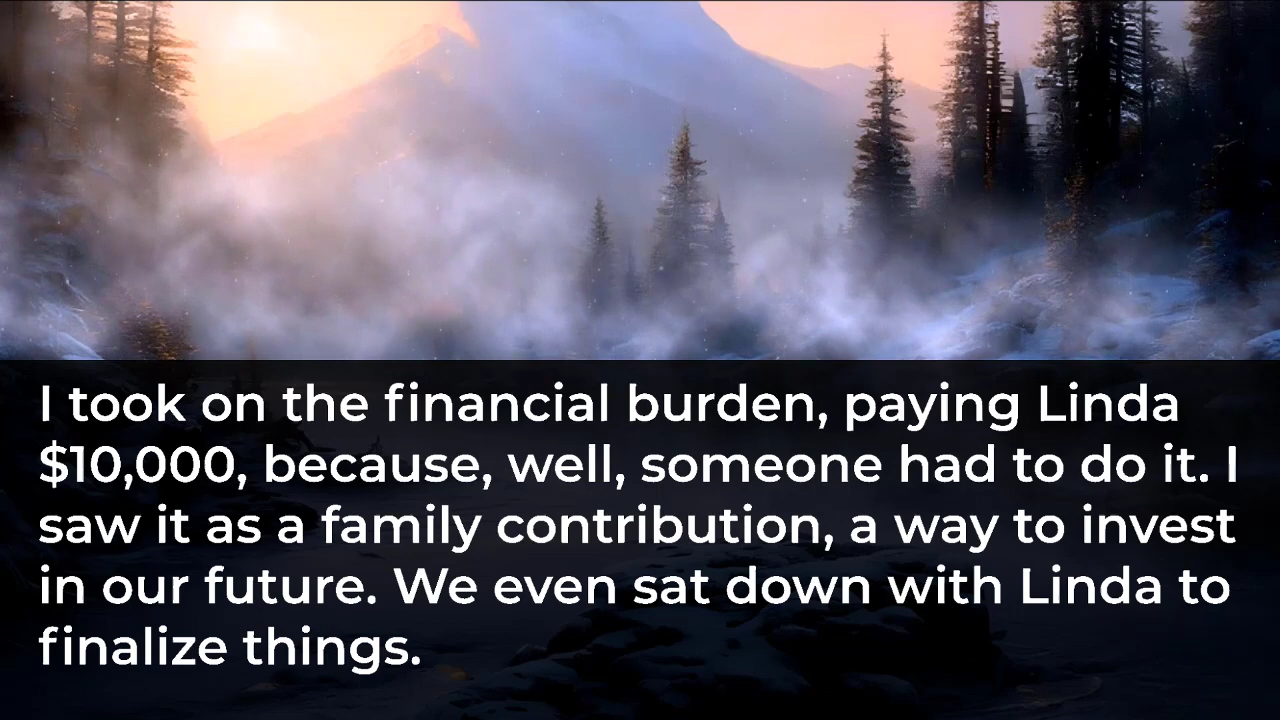 I took on the financial burden, paying Linda
$10,000, because, well, someone had to do it. I
saw it as a family contribution, a way to invest
in our future. We even sat down with Linda to
finalize things.